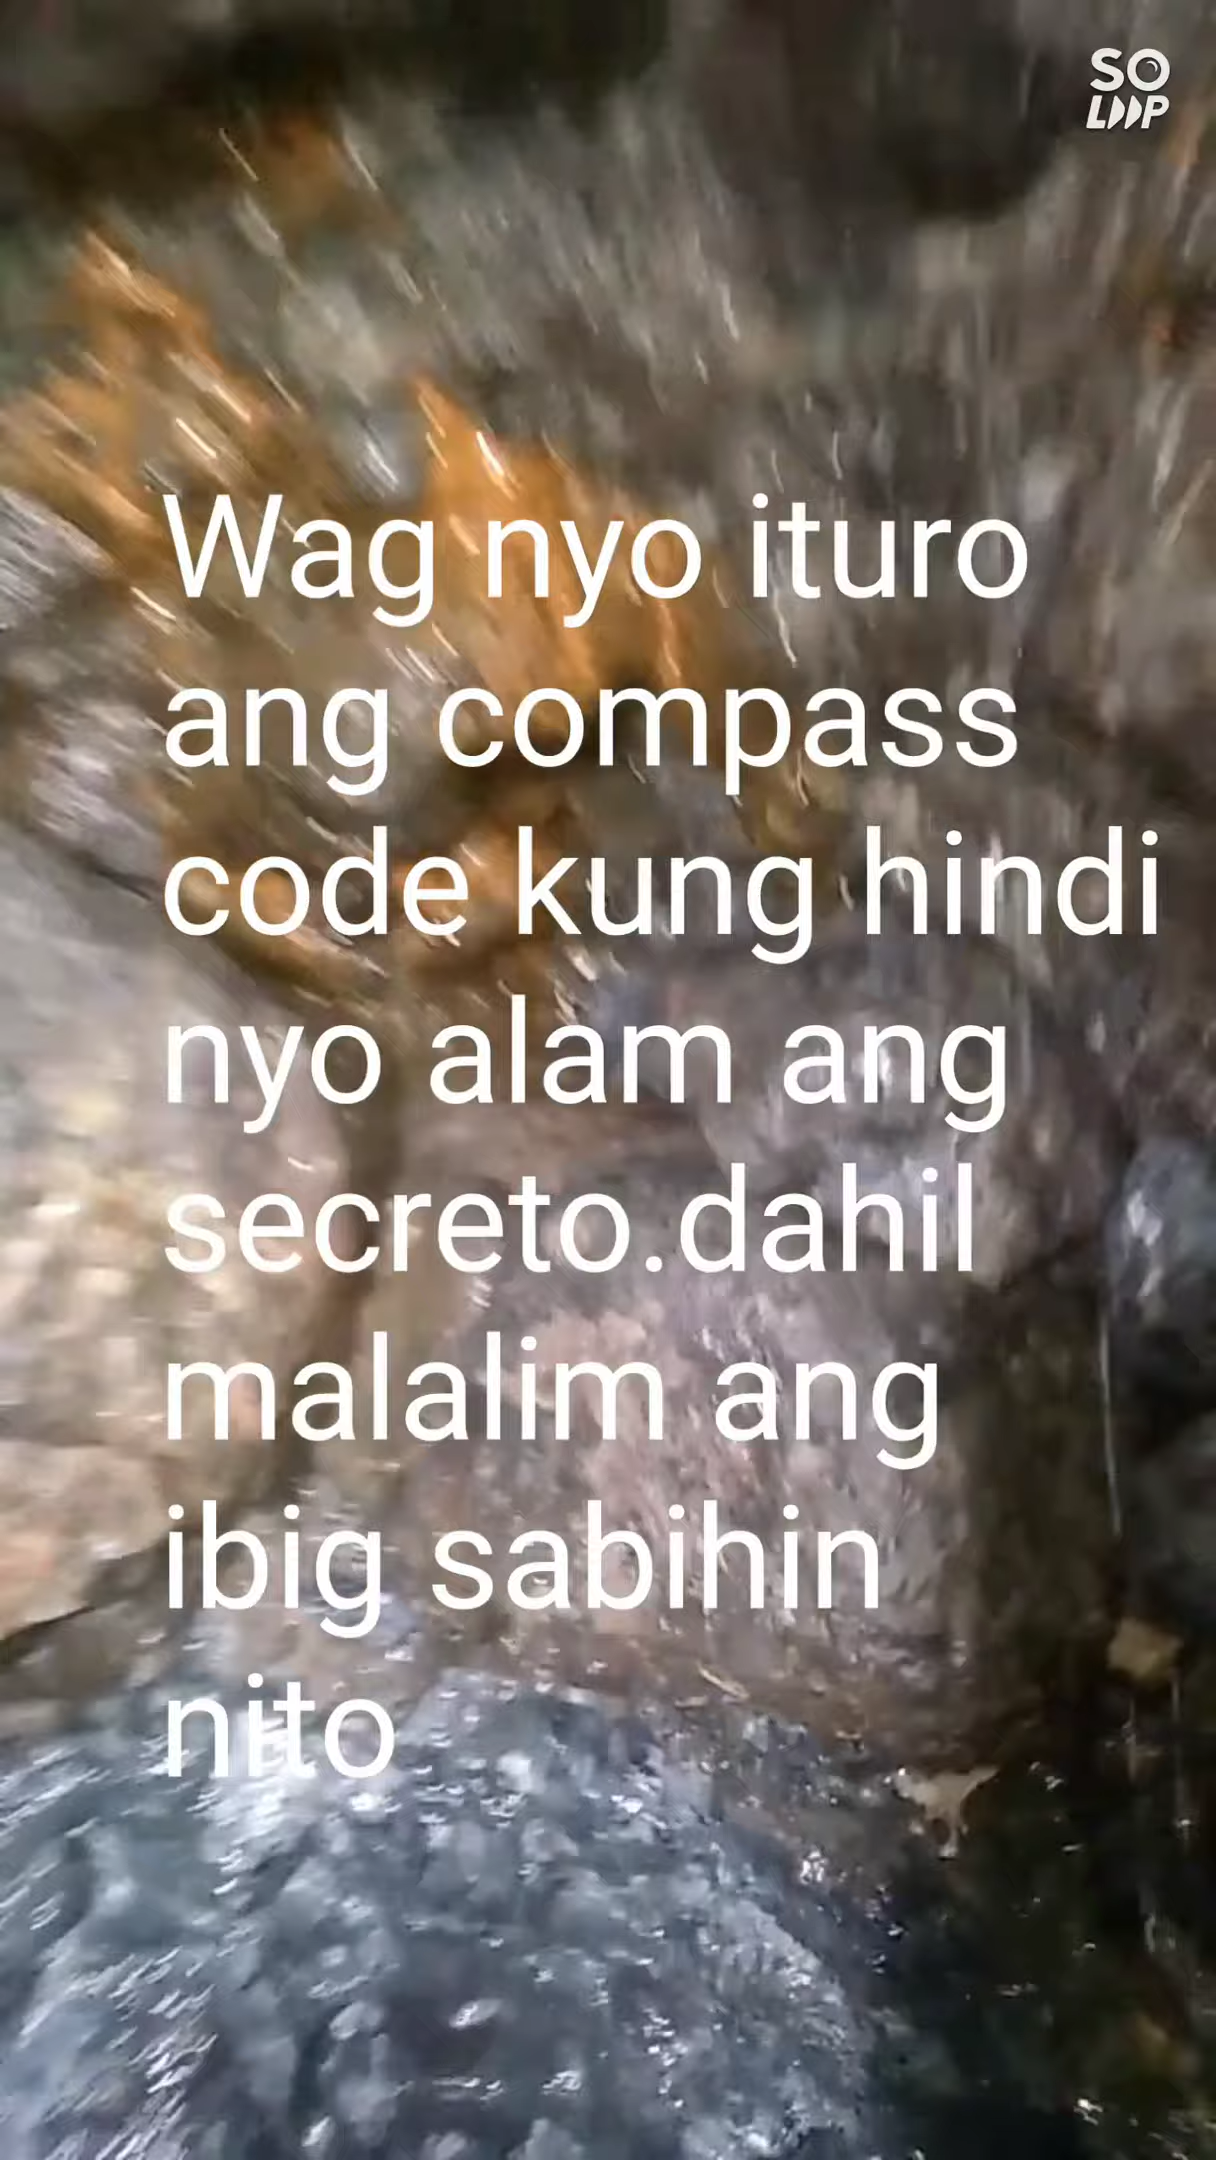 SO
LOOP
Wag nyo ituro
ang compass
code kung hindi
nyo alam ang
secreto.dahil
malalim ang
ibig sabihin
nito